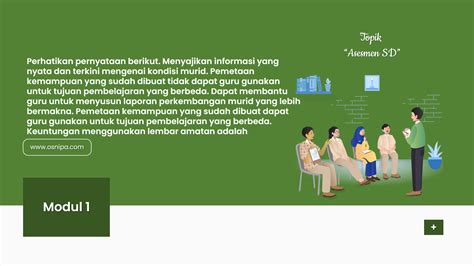 Topik
“Asesmen SD”
Perhatikan pernyataan berikut. Menyajikan informasi yang
nyata dan terkini mengenai kondisi murid. Pemetaan
kemampuan yang sudah dibuat tidak dapat guru gunakan
untuk tujuan pembelajaran yang berbeda. Dapat membantu
guru untuk menyusun laporan perkembangan murid yang lebih
bermakna. Pemetaan kemampuan yang sudah dibuat dapat
guru gunakan untuk tujuan pembelajaran yang berbeda.
Keuntungan menggunakan lembar amatan adalah
www.osnipa.com
Modul 1
+